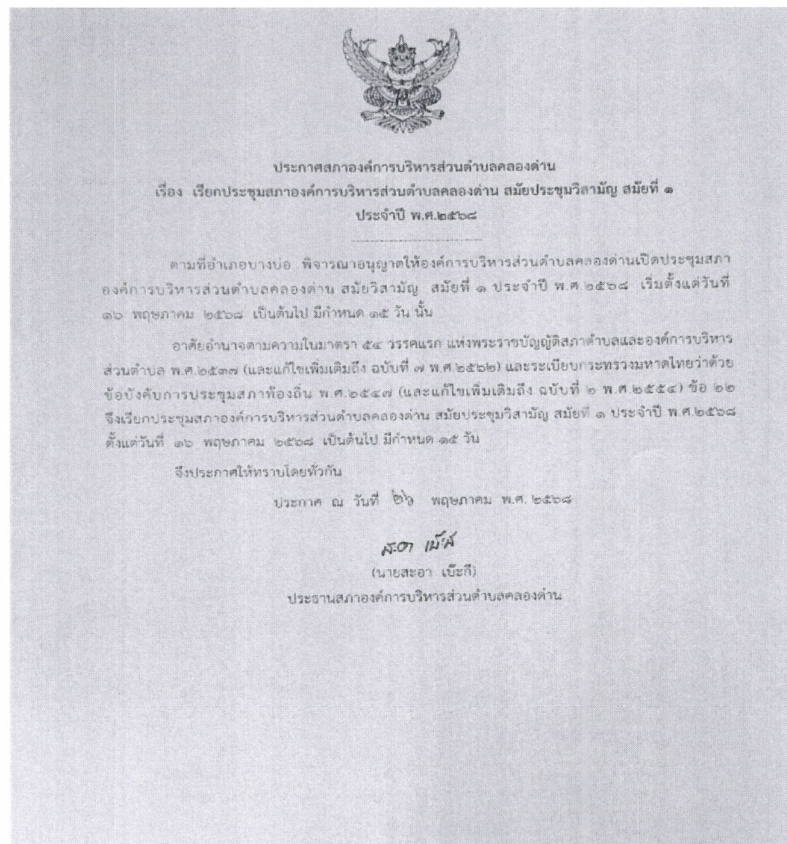 ประกาศสภาองค์การบริหารส่วนตำบลคลองด่าน
เรื่อง เรียกประชุมสภาองค์การบริหารส่วนตำบลคลองด่าน สมัยประชุมวิสามัญ สมัยที่ ๑
ประจำปี พ.ศ.๒๕๖๘
ตามที่อำเภอบางบ่อ พิจารณาอนุญาตให้องค์การบริหารส่วนตำบลคลองด่านเปิดประชุมสภา
องค์การบริหารส่วนตำบลคลองด่าน สมัยวิสามัญ สมัยที่ ๑ ประจำปี พ.ศ.๒๕๖๘ เริ่มตั้งแต่วันที่
๑๖ พฤษภาคม ๒๕๖๘ เป็นต้นไป มีกำหนด ๑๕ วัน นั้น
อาศัยอำนาจตามความในมาตรา ๕๔ วรรคแรก แห่งพระราชบัญญัติสภาตำบลและองค์การบริหาร
ส่วนตำบล พ.ศ.๒๕๓๗ (และแก้ไขเพิ่มเติมถึง ฉบับที่ ๗ พ.ศ.๒๕๖๒) และระเบียบกระทรวงมหาดไทยว่าด้วย
ข้อบังคับการประชุมสภาท้องถิ่น พ.ศ.๒๕๔๗ (และแก้ไขเพิ่มเติมถึง ฉบับที่ ๒ พ.ศ.๒๕๕๔) ข้อ ๒๒
จึงเรียกประชุมสภาองค์การบริหารส่วนตำบลคลองด่าน สมัยประชุมวิสามัญ สมัยที่ ๑ ประจำปี พ.ศ.๒๕๖๘
ตั้งแต่วันที่ ๑๖ พฤษภาคม ๒๕๖๘ เป็นต้นไป มีกำหนด ๑๕ วัน
จึงประกาศให้ทราบโดยทั่วกัน
ประกาศ ณ วันที่ พฤษภาคม พ.ศ. ๒๕๖๘
(นายสะอา เบ๊ะกี)
ประธานสภาองค์การบริหารส่วนตำบลคลองด่าน